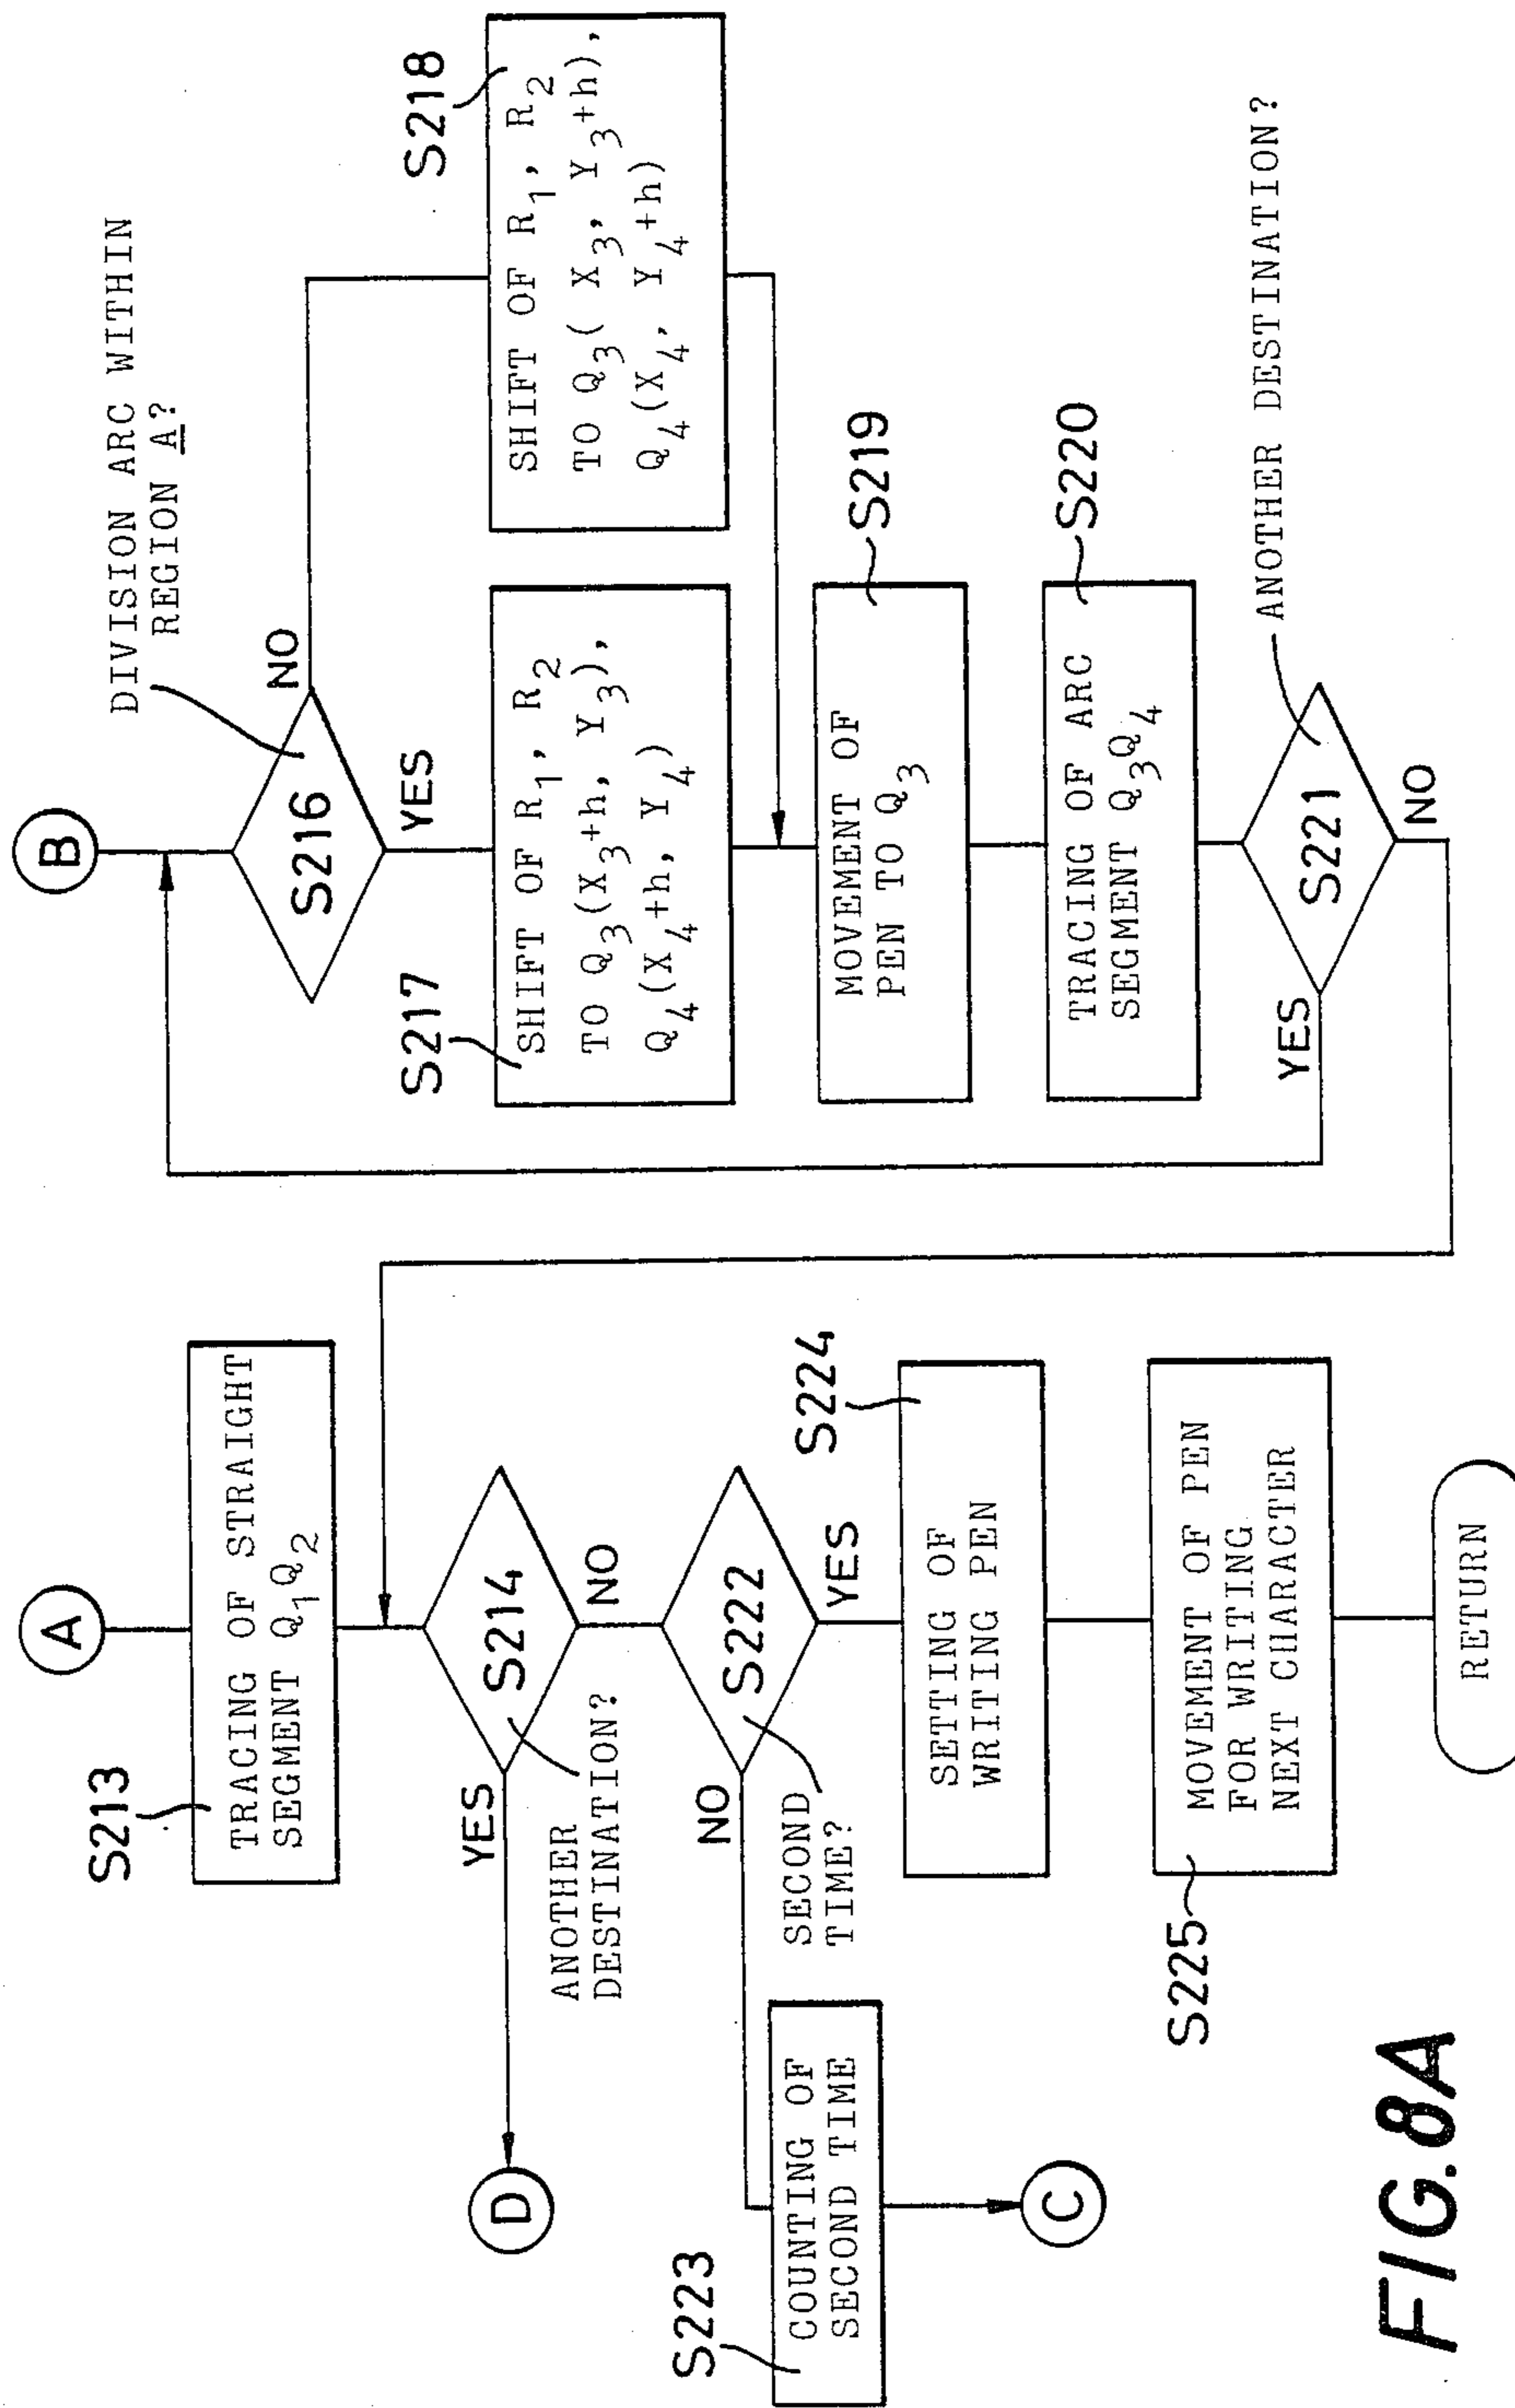 A
S213
TRACING OF STRAIGHT
SEGMENT Q₁Q₂
S214
YES
NO
ANOTHER
DESTINATION?
D
S222
NO
YES
SECOND
TIME?
S223
COUNTING OF
SECOND TIME
C
S224
SETTING OF
WRITING PEN
S225
MOVEMENT OF PEN
FOR WRITING
NEXT CHARACTER
RETURN
B
DIVISION ARC WITHIN
REGION A?
S216
NO
YES
S217
SHIFT OF R₁, R₂
TO Q₃(X₃+h, Y₃),
Q₄(X₄+h, Y₄)
S218
SHIFT OF R₁, R₂
TO Q₃( X₃, Y₃+h),
Q₄(X₄, Y₄+h)
S219
MOVEMENT OF
PEN TO Q₃
S220
TRACING OF ARC
SEGMENT Q₃Q₄
S221
YES
NO
ANOTHER DESTINATION?
FIG.8A